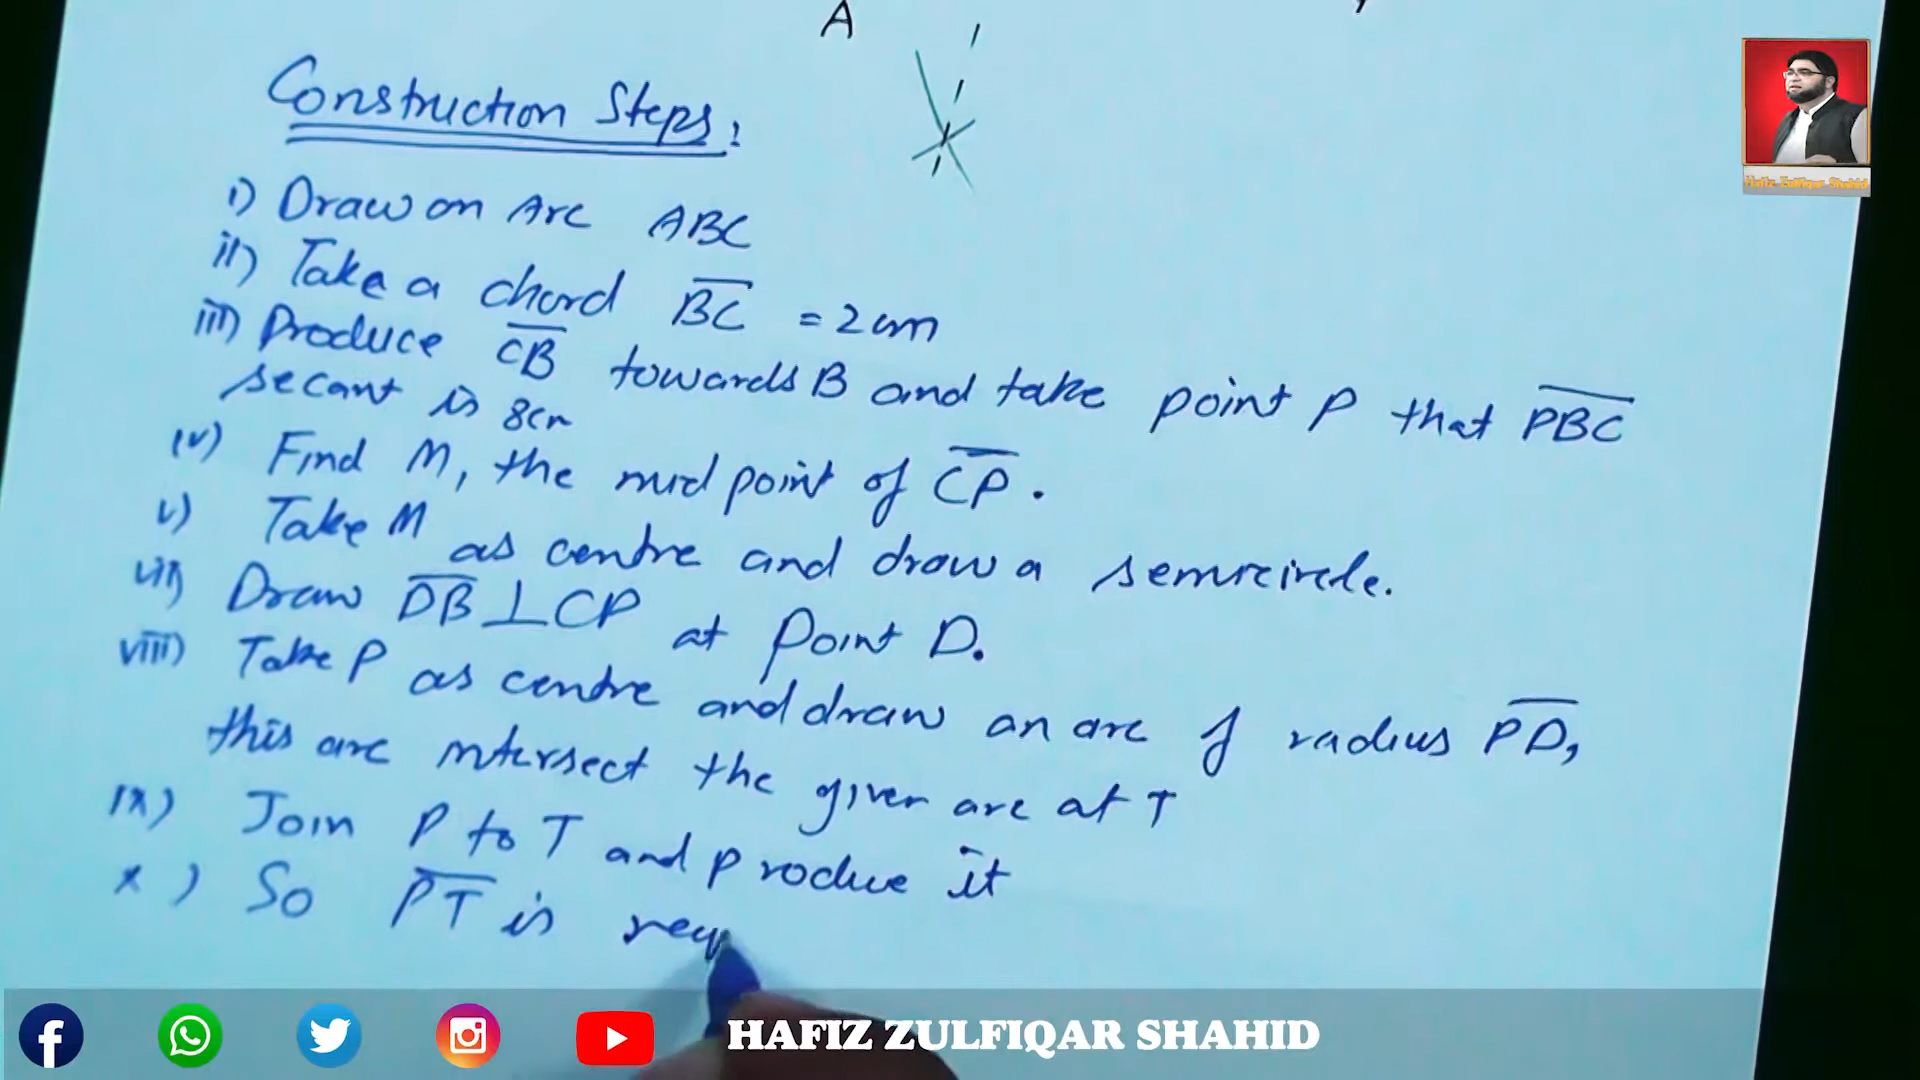 A
Construction Steps:
i) Draw an Arc ABC
ii) Take a chord BC = 2cm
iii) Produce CB towards B and take point P that PBC
secant is 8cm
iv) Find M, the mid point of CP.
v) Take M as centre and draw a semicircle.
vii) Draw DB ⊥ CP at Point D.
viii) Take P as centre and draw an arc of radius PD,
this arc intersect the given arc at T
ix) Join P to T and produce it
x) So PT is requ
Hafiz Zulfiqar Shahid
HAFIZ ZULFIQAR SHAHID